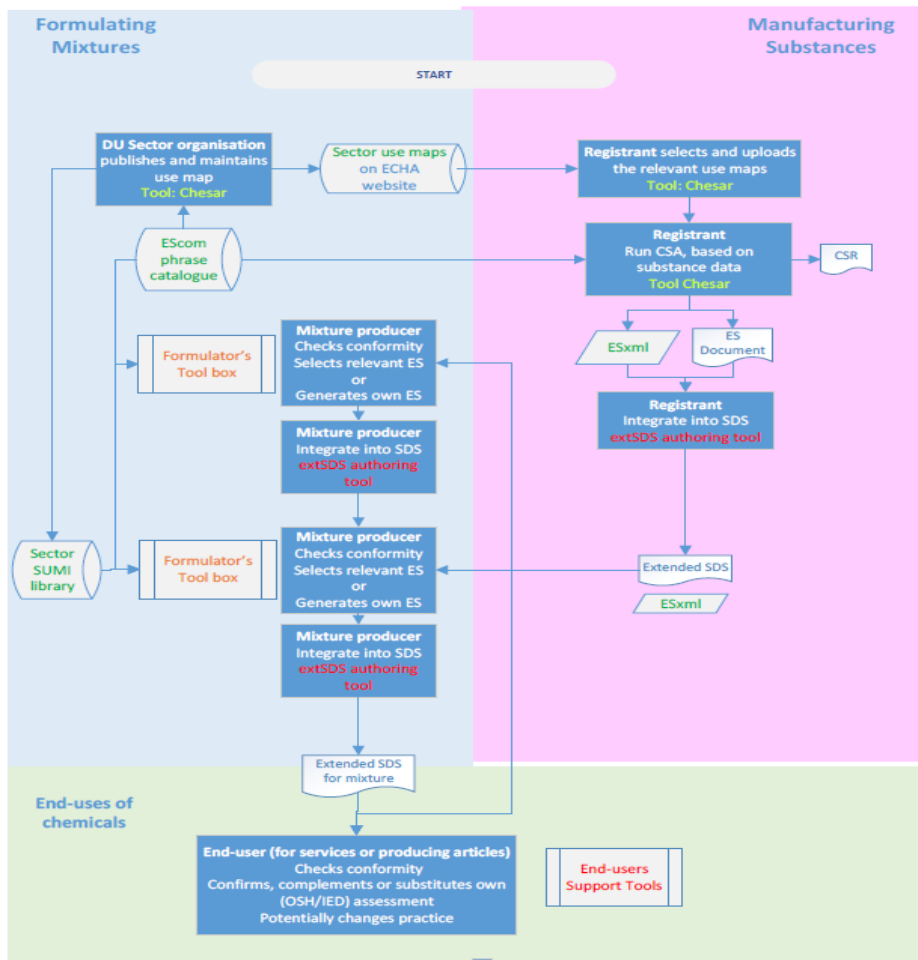 Formulating
Mixtures
Manufacturing
Substances
START
DU Sector organisation
publishes and maintains
use map
Tool: Chesar
Sector use maps
on ECHA
website
Registrant selects and uploads
the relevant use maps
Tool: Chesar
EScom
phrase
catalogue
Registrant
Run CSA, based on
substance data
Tool Chesar
CSR
ESxml
ES
Document
Formulator's
Tool box
Mixture producer
Checks conformity
Selects relevant ES
or
Generates own ES
Registrant
Integrate into SDS
extSDS authoring tool
Mixture producer
Integrate into SDS
extSDS authoring
tool
Sector
SUMI
library
Formulator's
Tool box
Mixture producer
Checks conformity
Selects relevant ES
or
Generates own ES
Extended SDS
ESxml
Mixture producer
Integrate into SDS
extSDS authoring
tool
Extended SDS
for mixture
End-uses of
chemicals
End-user (for services or producing articles)
Checks conformity
Confirms, complements or substitutes own
(OSH/IED) assessment
Potentially changes practice
End-users
Support Tools